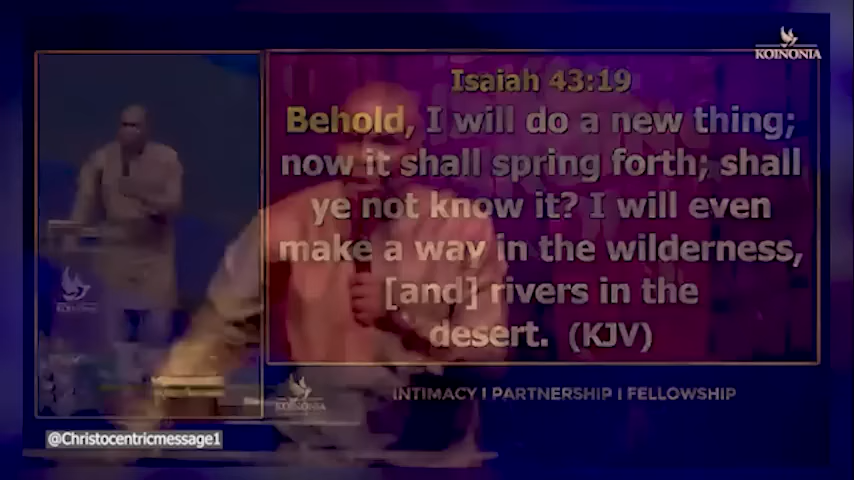 KOINONIA
Isaiah 43:19
Behold, I will do a new thing;
now it shall spring forth; shall
ye not know it? I will even
make a way in the wilderness,
[and] rivers in the
desert. (KJV)
KOINONIA
INTIMACY | PARTNERSHIP | FELLOWSHIP
@Christocentricmessage1